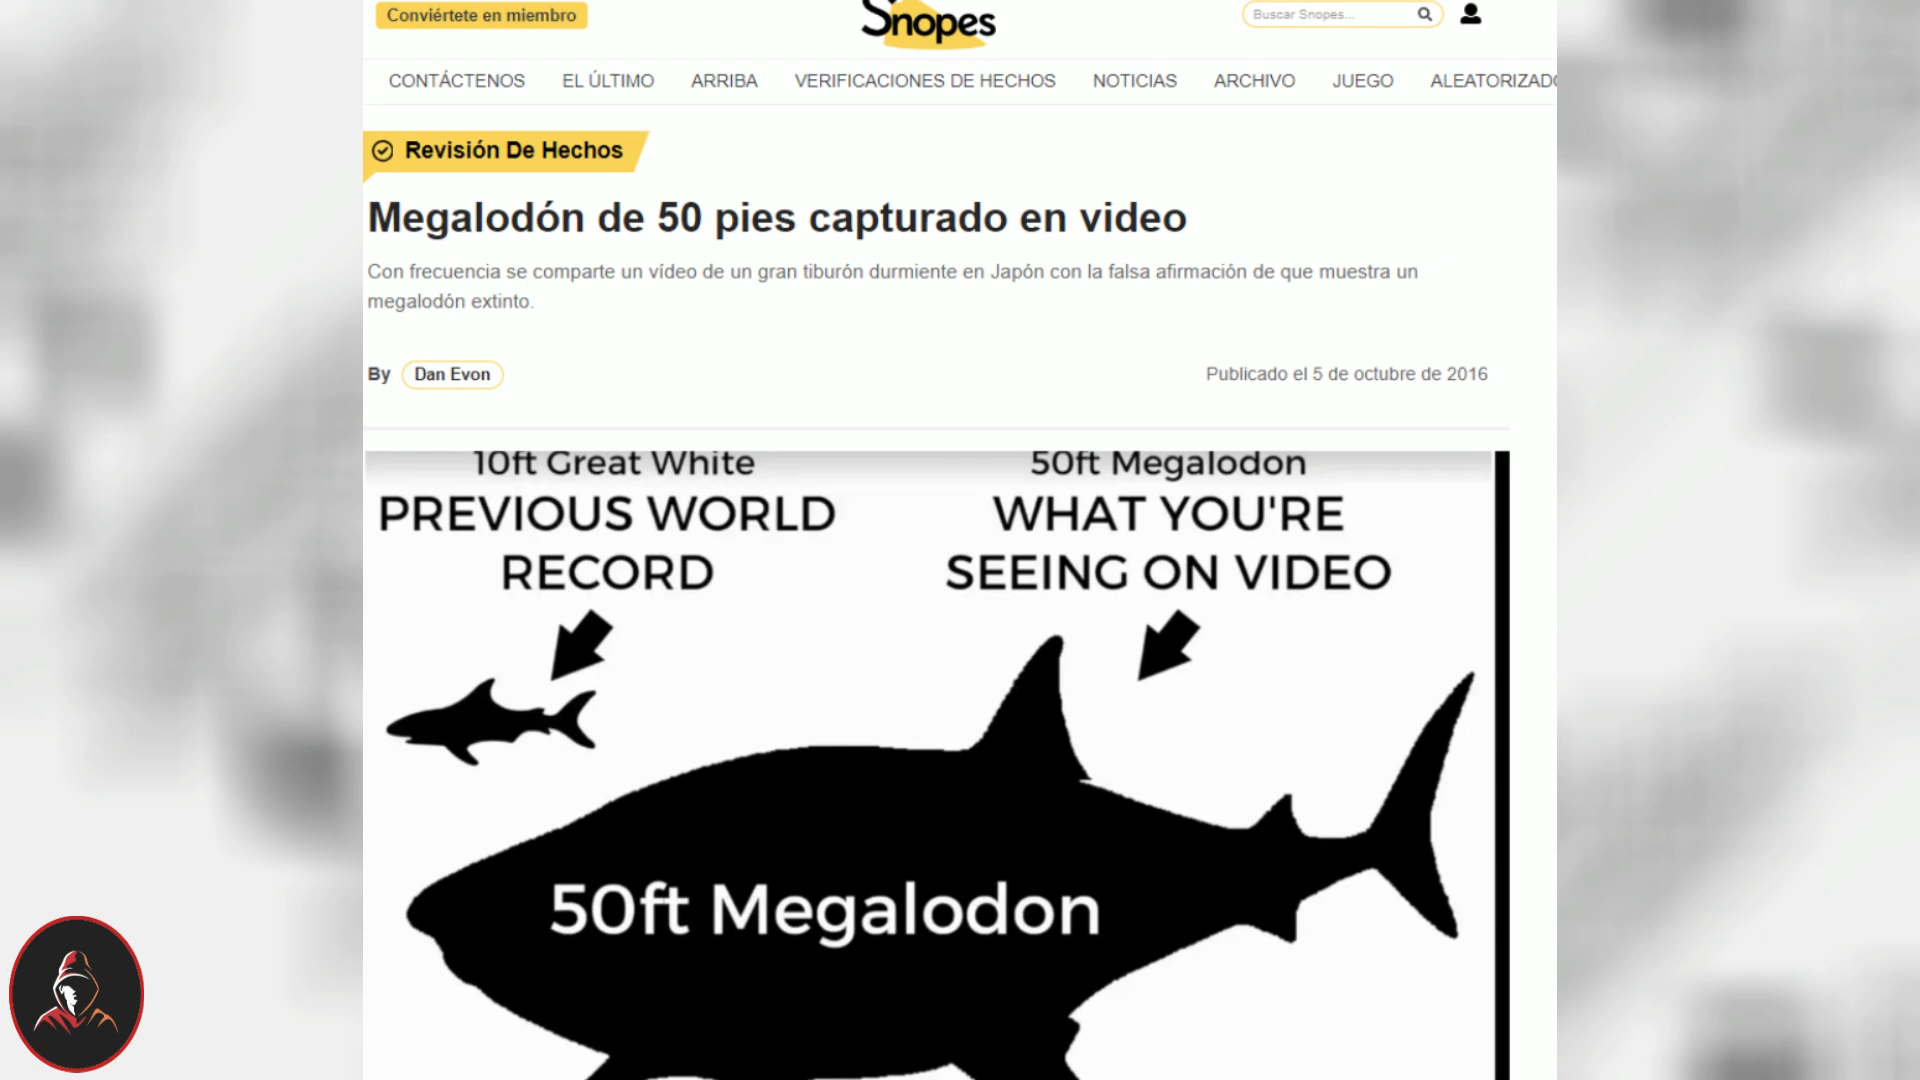 Conviértete en miembro
Snopes
Buscar Snopes...
CONTÁCTENOS EL ÚLTIMO ARRIBA VERIFICACIONES DE HECHOS NOTICIAS ARCHIVO JUEGO ALEATORIZADO
Revisión De Hechos
Megalodón de 50 pies capturado en video
Con frecuencia se comparte un vídeo de un gran tiburón durmiente en Japón con la falsa afirmación de que muestra un
megalodón extinto.
By Dan Evon
Publicado el 5 de octubre de 2016
10ft Great White
PREVIOUS WORLD
RECORD
50ft Megalodon
WHAT YOU'RE
SEEING ON VIDEO
50ft Megalodon